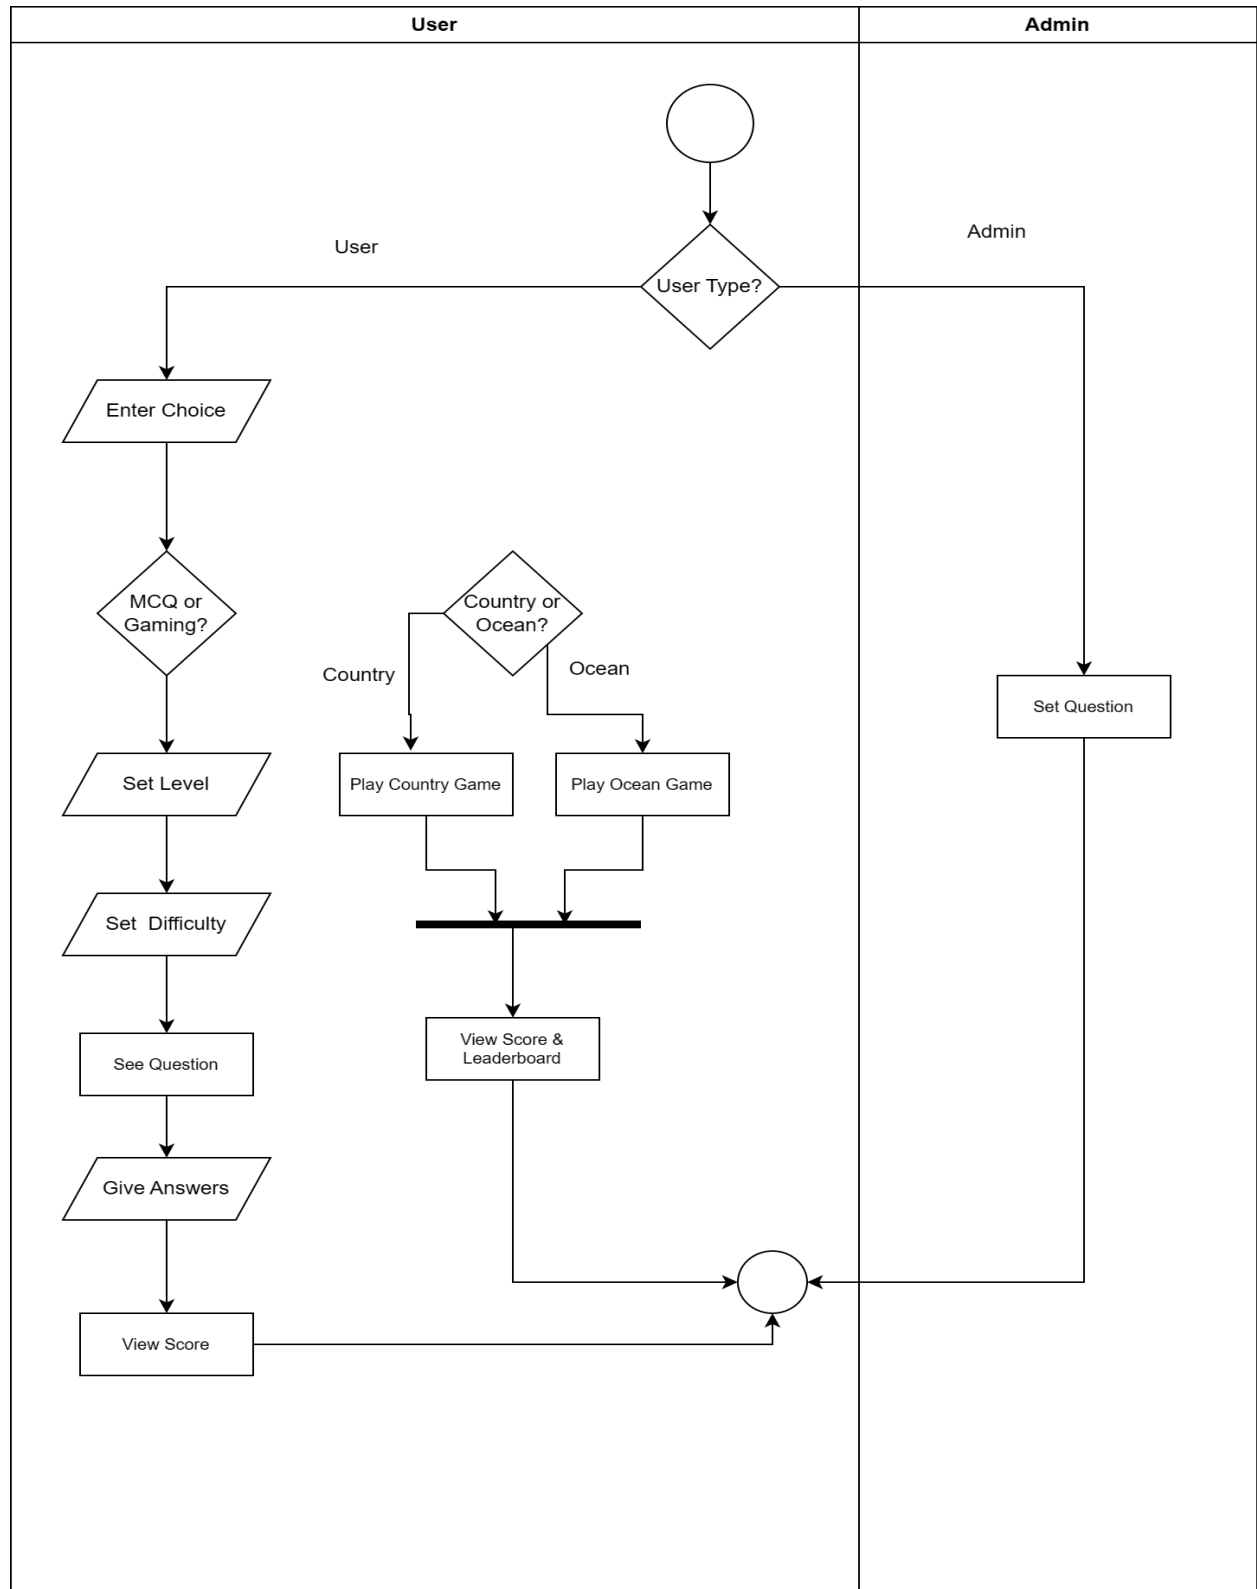 User
Admin
User
Admin
User Type?
Enter Choice
MCQ or
Gaming?
Country or
Ocean?
Country
Ocean
Set Question
Set Level
Play Country Game
Play Ocean Game
Set  Difficulty
View Score &
Leaderboard
See Question
Give Answers
View Score